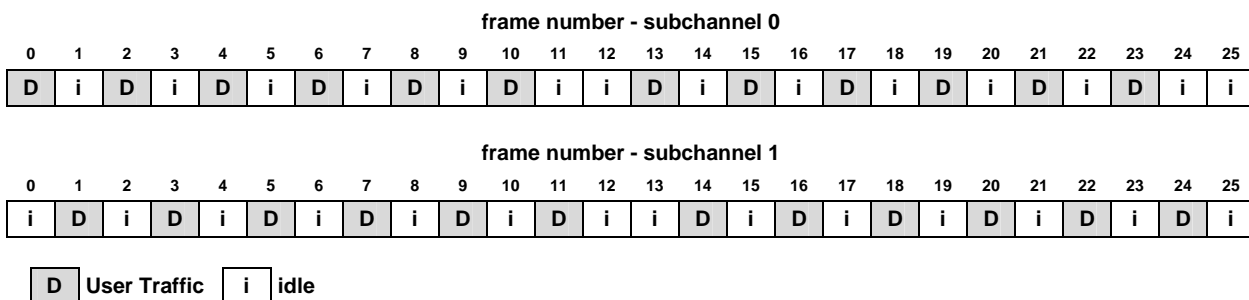 frame number - subchannel 0
0 1 2 3 4 5 6 7 8 9 10 11 12 13 14 15 16 17 18 19 20 21 22 23 24 25
D i D i D i D i D i D i i D i D i D i D i D i D i i
frame number - subchannel 1
0 1 2 3 4 5 6 7 8 9 10 11 12 13 14 15 16 17 18 19 20 21 22 23 24 25
i D i D i D i D i D i D i i D i D i D i D i D i D i
D User Traffic i idle